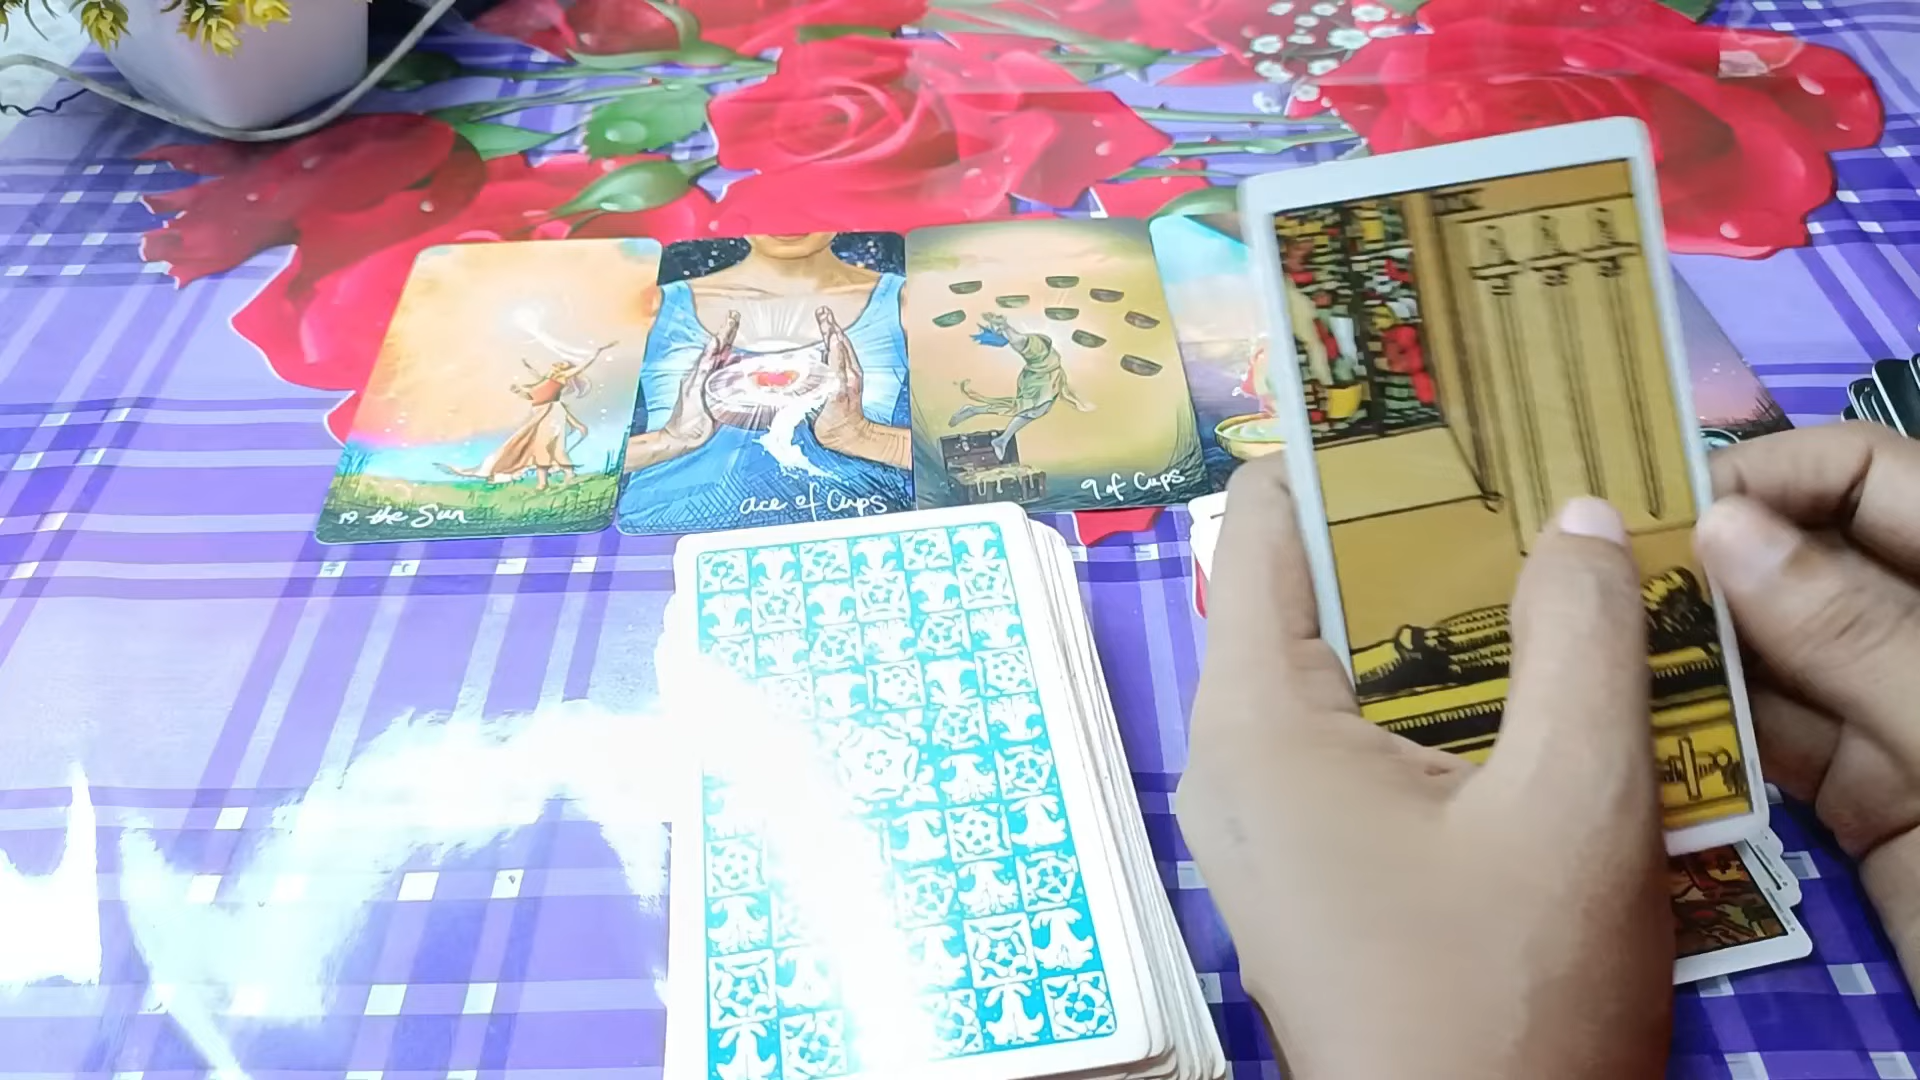 19. the Sun
ace of Cups
9 of Cups